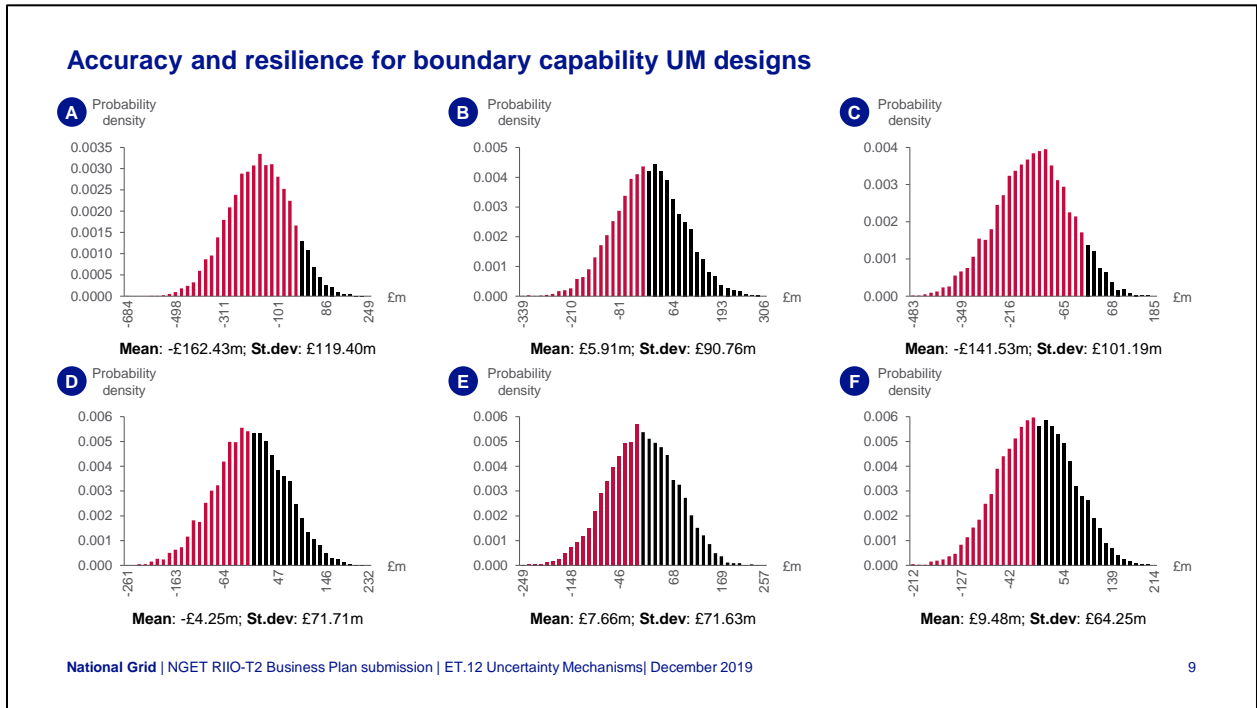 Accuracy and resilience for boundary capability UM designs
A
Probability
density
0.0035
0.0030
0.0025
0.0020
0.0015
0.0010
0.0005
0.0000
-684
-498
-311
-101
86
249
£m
Mean: -£162.43m; St.dev: £119.40m
B
Probability
density
0.005
0.004
0.003
0.002
0.001
0.000
-339
-210
-81
64
193
306
£m
Mean: £5.91m; St.dev: £90.76m
C
Probability
density
0.004
0.003
0.002
0.001
0.000
-483
-349
-216
-65
68
185
£m
Mean: -£141.53m; St.dev: £101.19m
D
Probability
density
0.006
0.005
0.004
0.003
0.002
0.001
0.000
-261
-163
-64
47
146
232
£m
Mean: -£4.25m; St.dev: £71.71m
E
Probability
density
0.006
0.005
0.004
0.003
0.002
0.001
0.000
-249
-148
-46
68
169
257
£m
Mean: £7.66m; St.dev: £71.63m
F
Probability
density
0.006
0.005
0.004
0.003
0.002
0.001
0.000
-212
-127
-42
54
139
214
£m
Mean: £9.48m; St.dev: £64.25m
National Grid | NGET RIIO-T2 Business Plan submission | ET.12 Uncertainty Mechanisms| December 2019
9